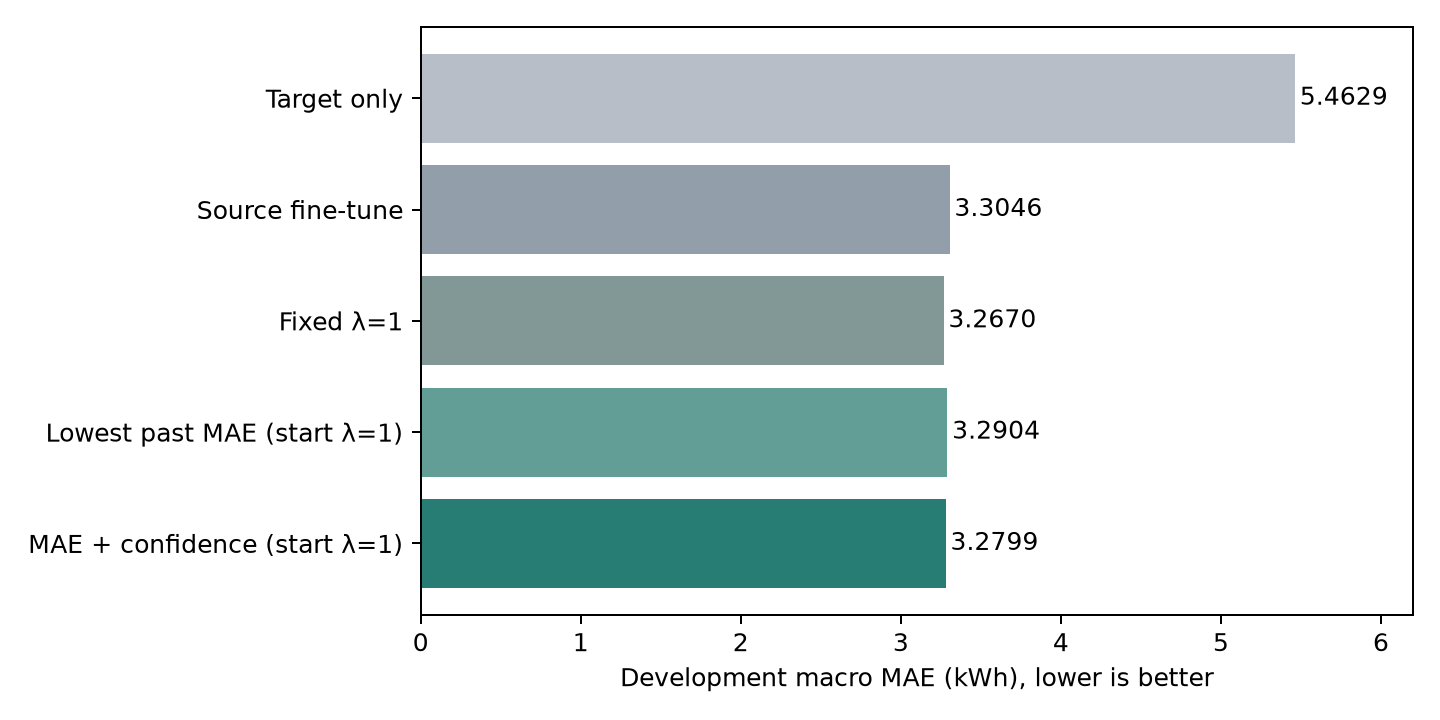 Target only
5.4629
Source fine-tune
3.3046
Fixed λ=1
3.2670
Lowest past MAE (start λ=1)
3.2904
MAE + confidence (start λ=1)
3.2799
0 1 2 3 4 5 6
Development macro MAE (kWh), lower is better